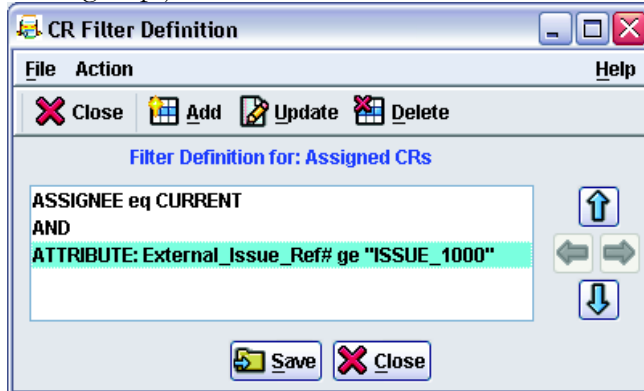 CR Filter Definition
File Action Help
Close Add Update Delete
Filter Definition for: Assigned CRs
ASSIGNEE eq CURRENT
AND
ATTRIBUTE: External_Issue_Ref# ge "ISSUE_1000"
Save Close